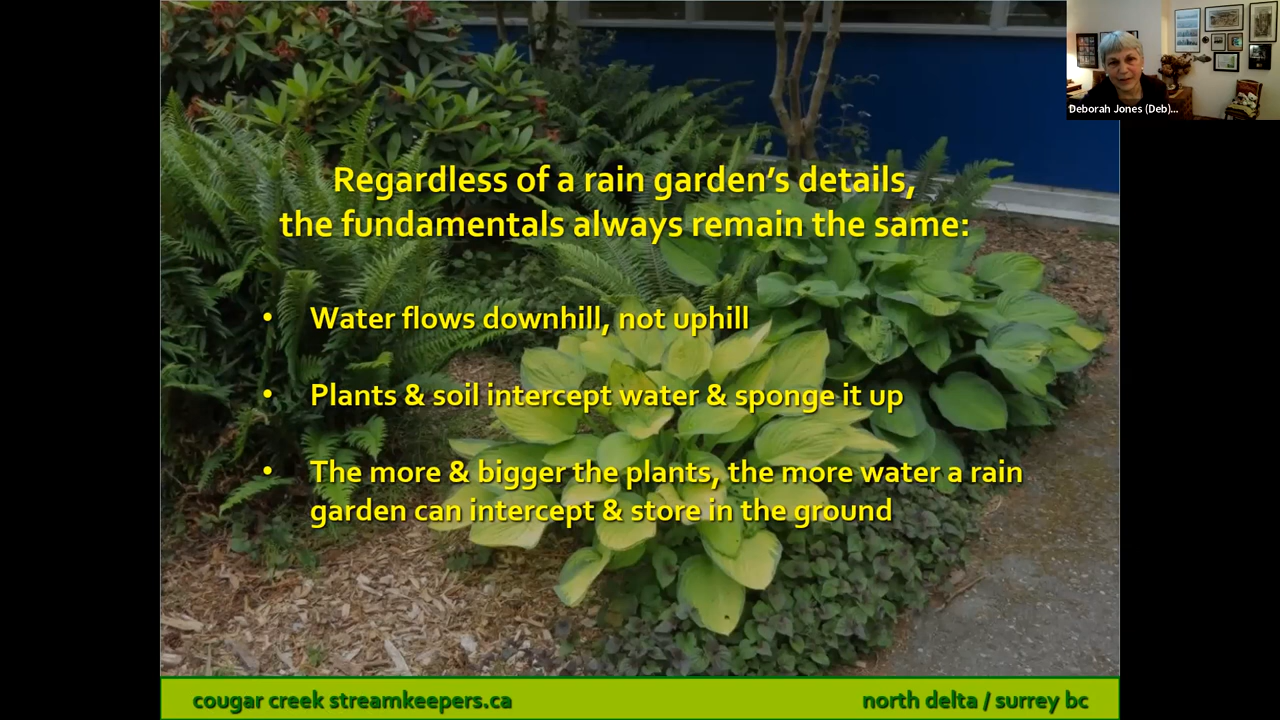 Deborah Jones (Deb)...
Regardless of a rain garden’s details,
the fundamentals always remain the same:
• Water flows downhill, not uphill
• Plants & soil intercept water & sponge it up
• The more & bigger the plants, the more water a rain
garden can intercept & store in the ground
cougar creek streamkeepers.ca
north delta / surrey bc